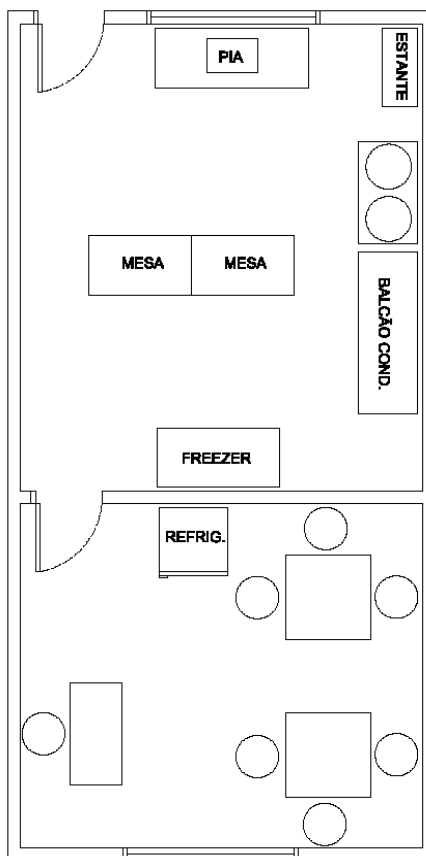 PIA
ESTANTE
MESA
MESA
BALCÃO COND.
FREEZER
REFRIG.